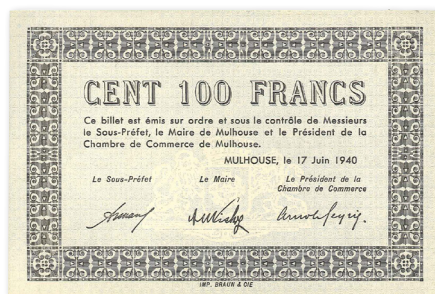 CENT 100 FRANCS
Ce billet est émis sur ordre et sous le contrôle de Messieurs
le Sous-Préfet, le Maire de Mulhouse et le Président de la
Chambre de Commerce de Mulhouse.
MULHOUSE, le 17 Juin 1940
Le Sous-Préfet Le Maire Le Président de la
Chambre de Commerce
IMP. BRAUN & CIE